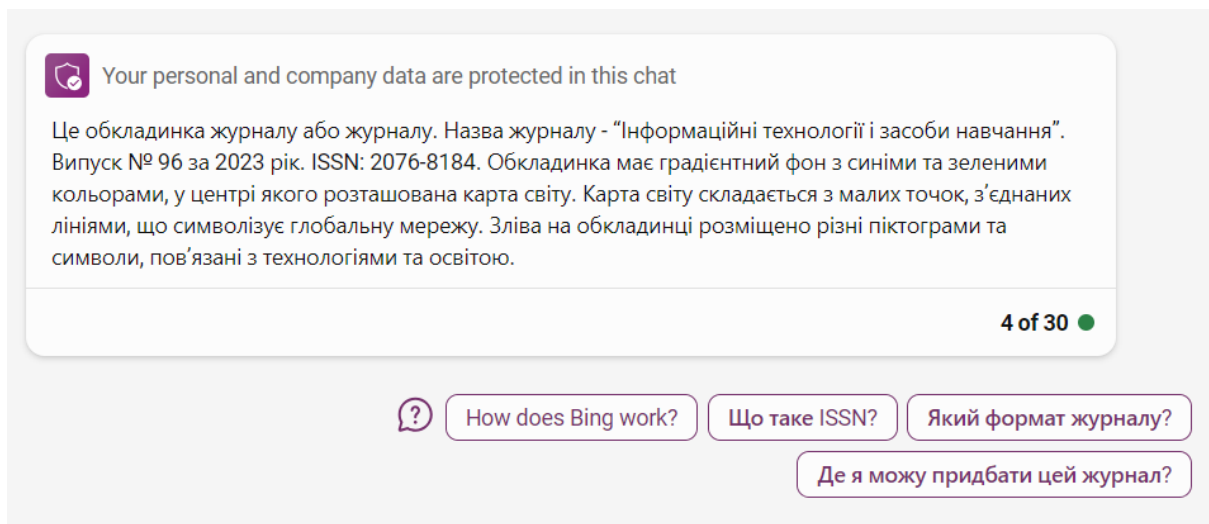 Your personal and company data are protected in this chat
Це обкладинка журналу або журналу. Назва журналу - “Інформаційні технології і засоби навчання”.
Випуск № 96 за 2023 рік. ISSN: 2076-8184. Обкладинка має градієнтний фон з синіми та зеленими
кольорами, у центрі якого розташована карта світу. Карта світу складається з малих точок, з’єднаних
лініями, що символізує глобальну мережу. Зліва на обкладинці розміщено різні піктограми та
символи, пов’язані з технологіями та освітою.
4 of 30
How does Bing work?
Що таке ISSN?
Який формат журналу?
Де я можу придбати цей журнал?